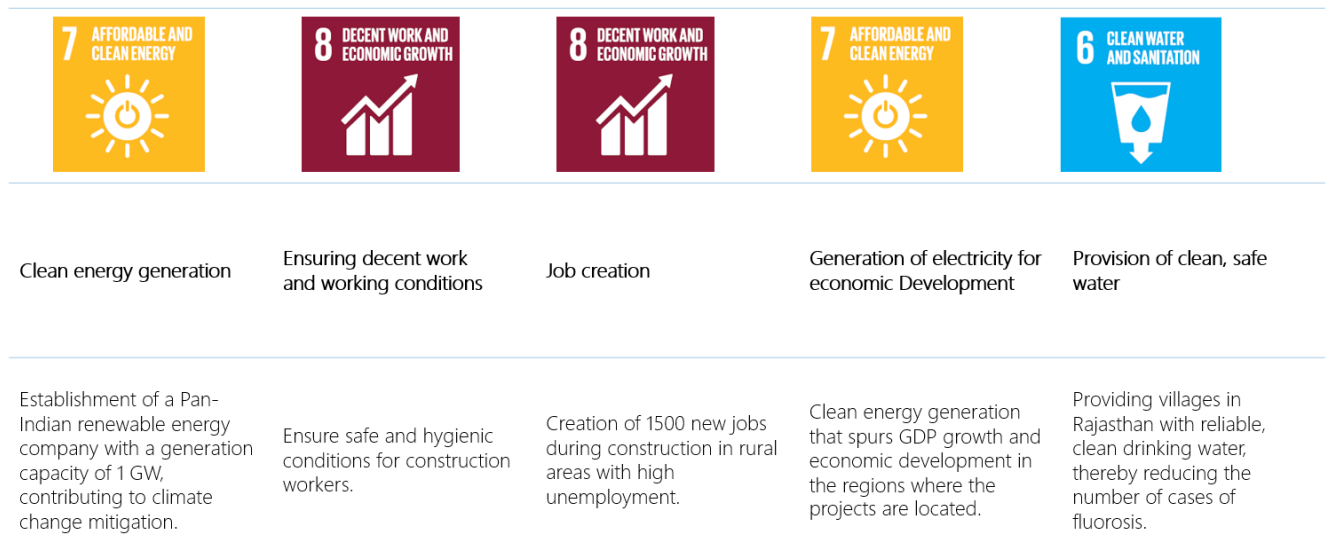 7 AFFORDABLE AND
CLEAN ENERGY
8 DECENT WORK AND
ECONOMIC GROWTH
8 DECENT WORK AND
ECONOMIC GROWTH
7 AFFORDABLE AND
CLEAN ENERGY
6 CLEAN WATER
AND SANITATION
Clean energy generation
Ensuring decent work
and working conditions
Job creation
Generation of electricity for
economic Development
Provision of clean, safe
water
Establishment of a Pan-
Indian renewable energy
company with a generation
capacity of 1 GW,
contributing to climate
change mitigation.
Ensure safe and hygienic
conditions for construction
workers.
Creation of 1500 new jobs
during construction in rural
areas with high
unemployment.
Clean energy generation
that spurs GDP growth and
economic development in
the regions where the
projects are located.
Providing villages in
Rajasthan with reliable,
clean drinking water,
thereby reducing the
number of cases of
fluorosis.